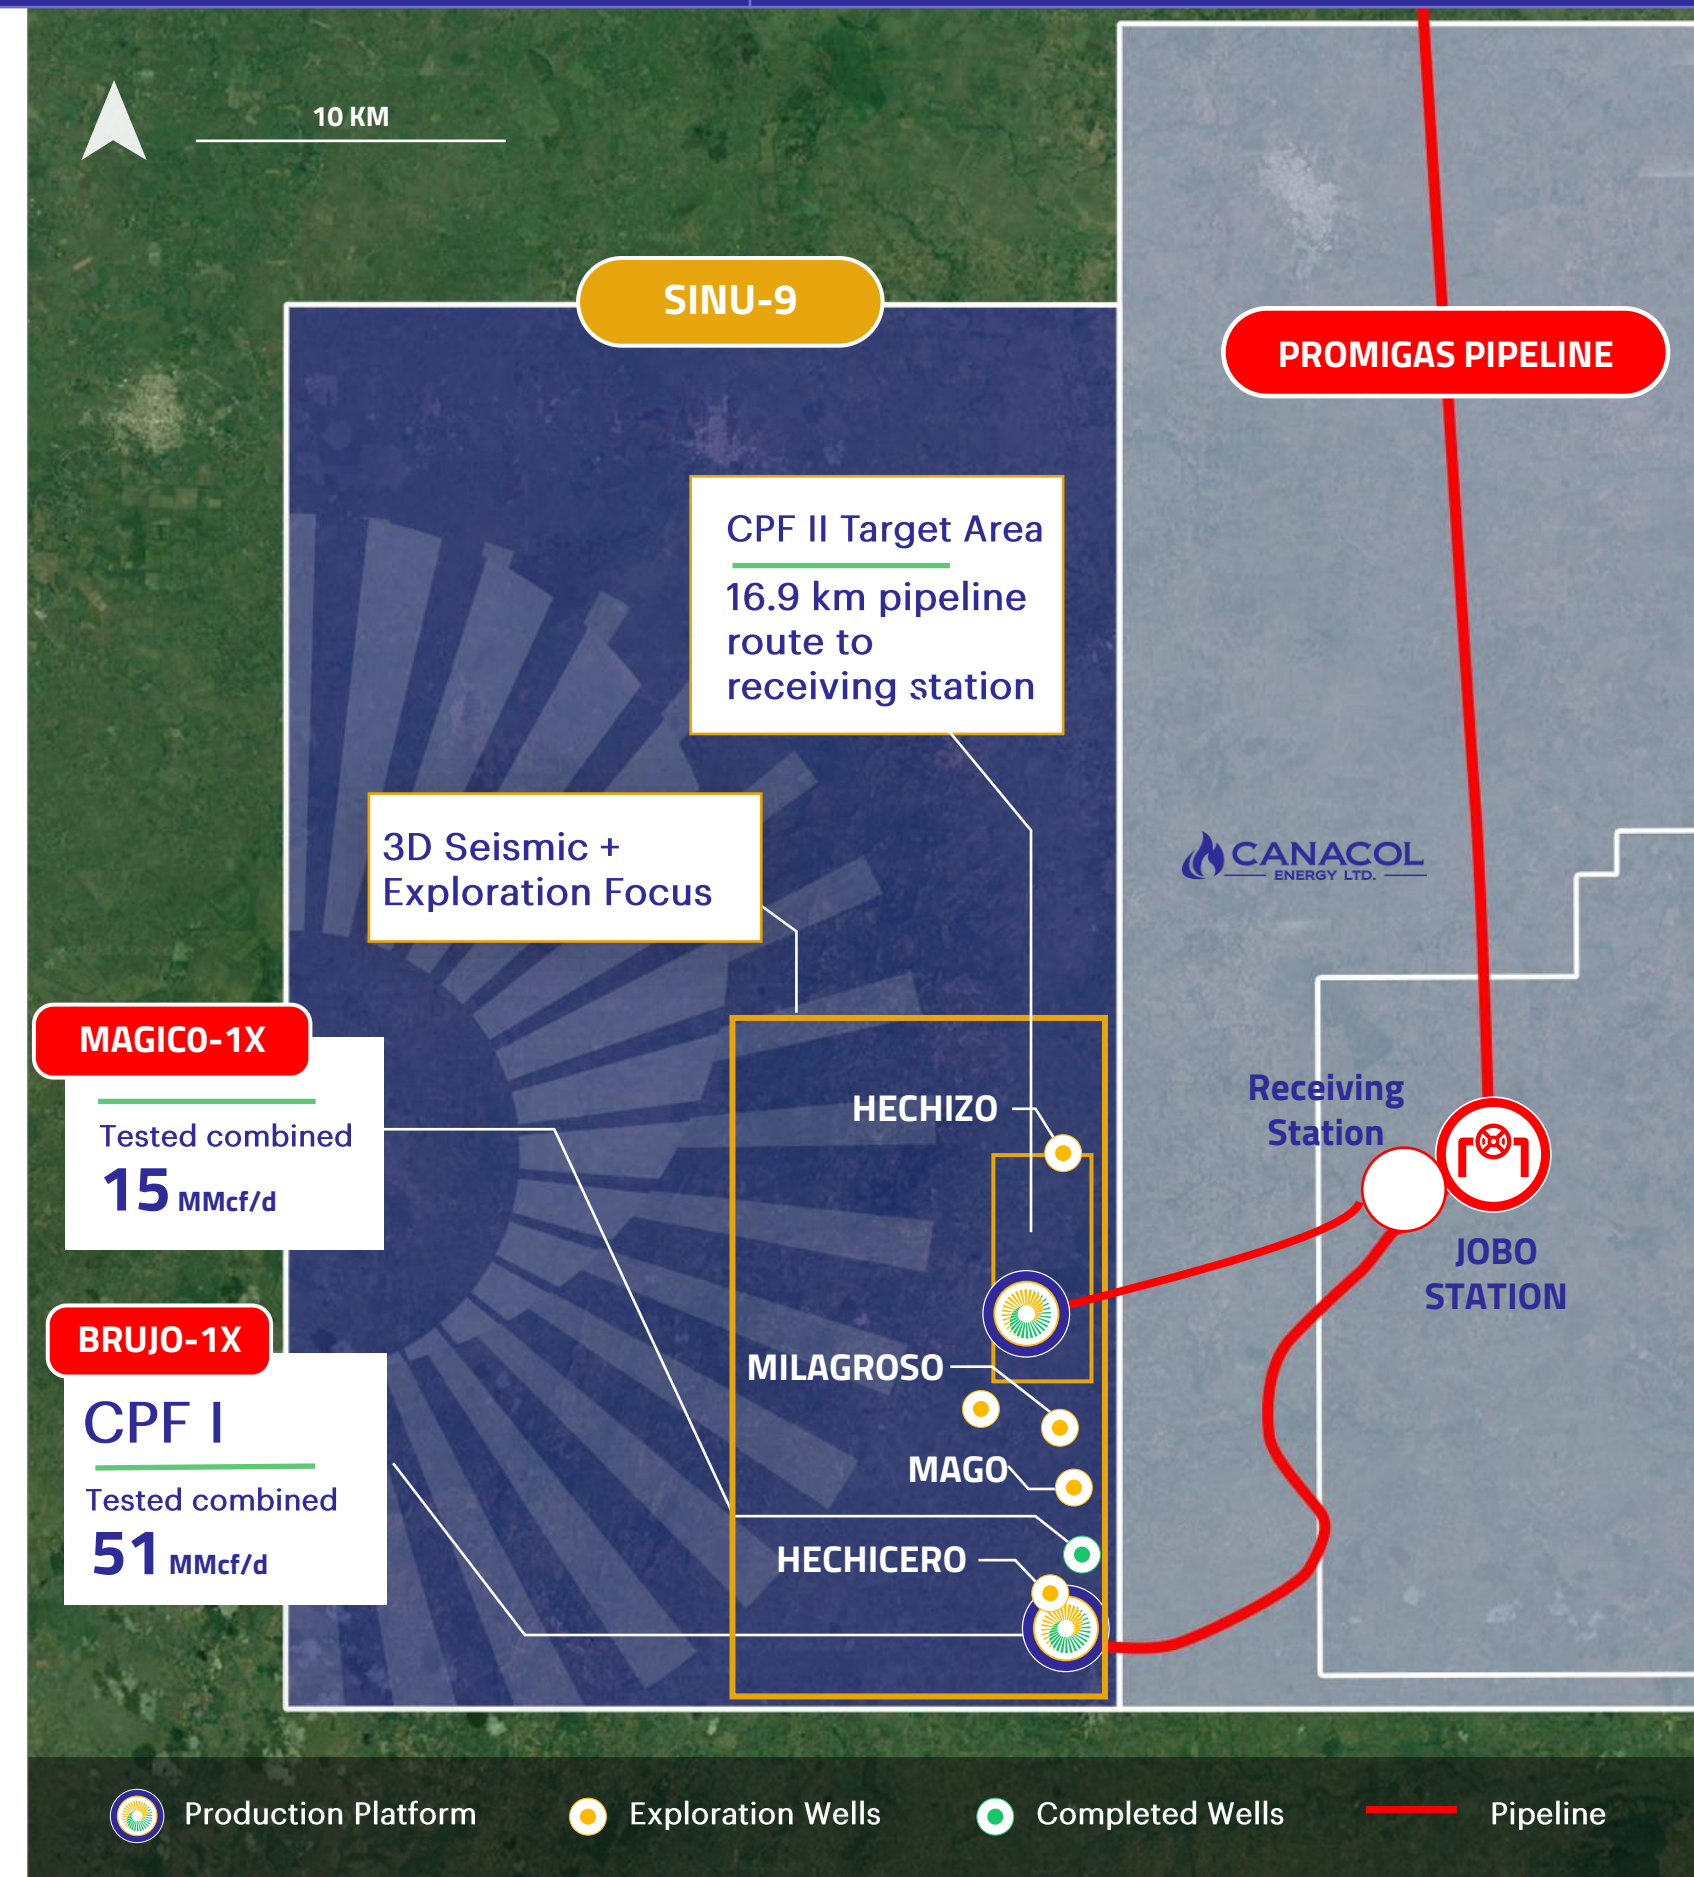 10 KM
SINU-9
PROMIGAS PIPELINE
CPF II Target Area
16.9 km pipeline
route to
receiving station
3D Seismic +
Exploration Focus
CANACOL
ENERGY LTD.
MAGICO-1X
Tested combined
15 MMcf/d
HECHIZO
Receiving
Station
JOBO
STATION
BRUJO-1X
CPF I
Tested combined
51 MMcf/d
MILAGROSO
MAGO
HECHICERO
Production Platform
Exploration Wells
Completed Wells
Pipeline